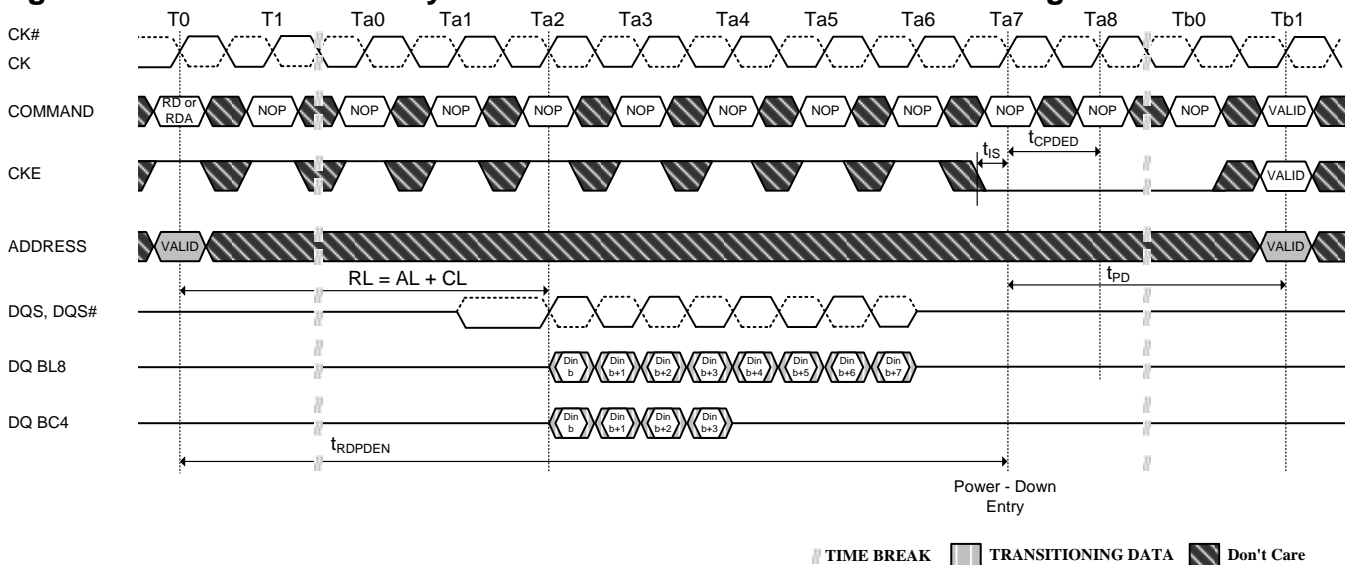 T0 T1 Ta0 Ta1 Ta2 Ta3 Ta4 Ta5 Ta6 Ta7 Ta8 Tb0 Tb1
CK#
CK
COMMAND
RD or RDA NOP NOP NOP NOP NOP NOP NOP NOP NOP NOP NOP VALID
tIS tCPDED
CKE
VALID
ADDRESS
VALID VALID
RL = AL + CL
tPD
DQS, DQS#
DQ BL8
Din b Din b+1 Din b+2 Din b+3 Din b+4 Din b+5 Din b+6 Din b+7
DQ BC4
Din b Din b+1 Din b+2 Din b+3
tRDPDEN
Power - Down
Entry
TIME BREAK TRANSITIONING DATA Don't Care